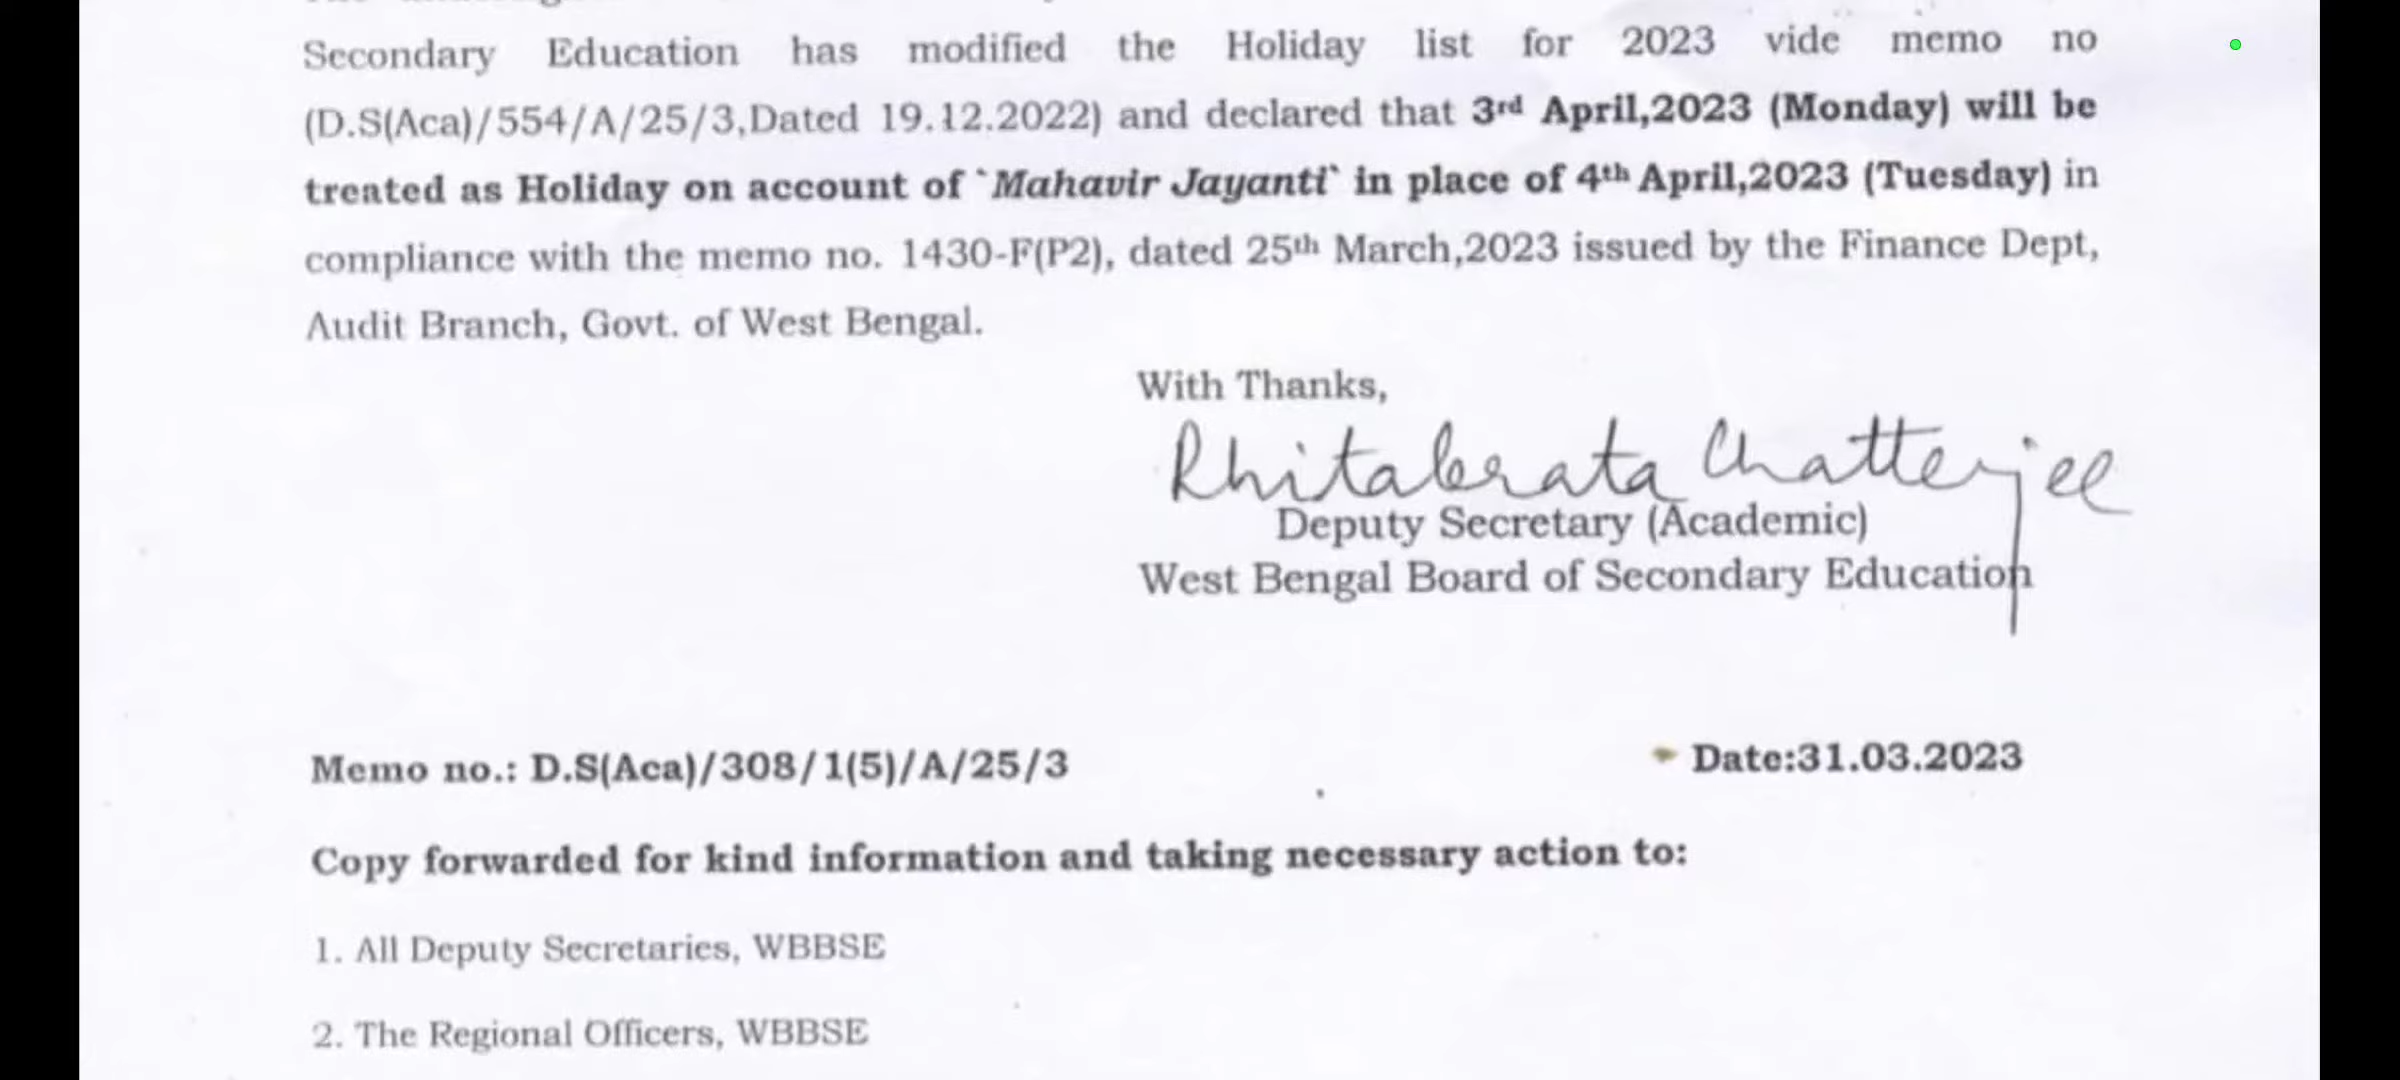 Secondary Education has modified the Holiday list for 2023 vide memo no
(D.S(Aca)/554/A/25/3,Dated 19.12.2022) and declared that 3rd April,2023 (Monday) will be
treated as Holiday on account of `Mahavir Jayanti` in place of 4th April,2023 (Tuesday) in
compliance with the memo no. 1430-F(P2), dated 25th March,2023 issued by the Finance Dept,
Audit Branch, Govt. of West Bengal.
With Thanks,
Rhitabrata Chatterjee
Deputy Secretary (Academic)
West Bengal Board of Secondary Education
Memo no.: D.S(Aca)/308/1(5)/A/25/3
Date:31.03.2023
Copy forwarded for kind information and taking necessary action to:
1. All Deputy Secretaries, WBBSE
2. The Regional Officers, WBBSE